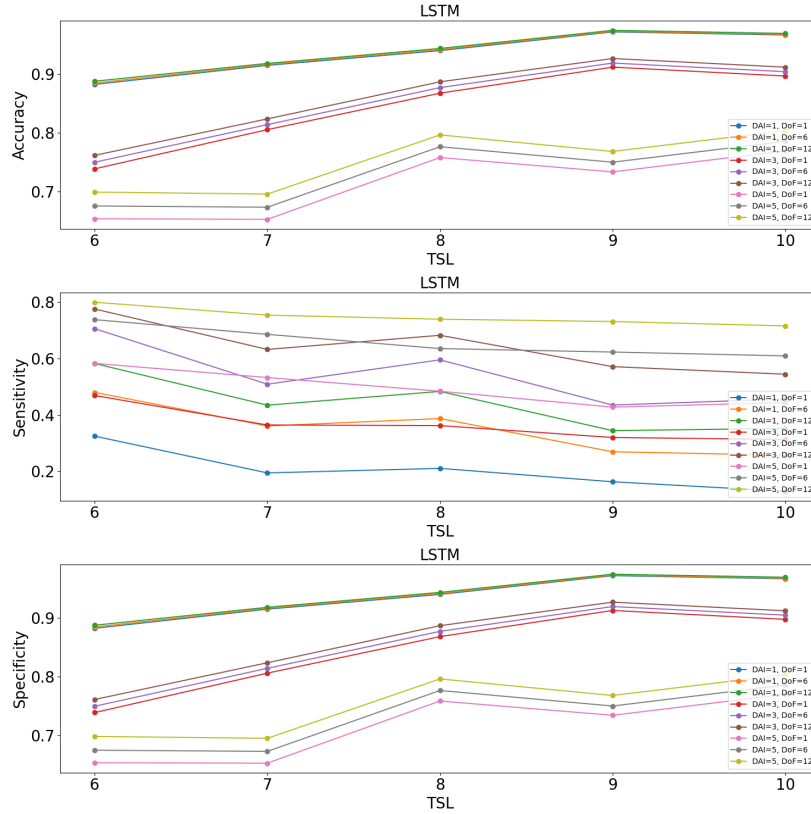 LSTM
Accuracy
0.9
0.8
0.7
DAI=1, DoF=1
DAI=1, DoF=6
DAI=1, DoF=12
DAI=3, DoF=1
DAI=3, DoF=6
DAI=3, DoF=12
DAI=5, DoF=1
DAI=5, DoF=6
DAI=5, DoF=12
6 7 8 9 10
TSL
LSTM
Sensitivity
0.8
0.6
0.4
0.2
DAI=1, DoF=1
DAI=1, DoF=6
DAI=1, DoF=12
DAI=3, DoF=1
DAI=3, DoF=6
DAI=3, DoF=12
DAI=5, DoF=1
DAI=5, DoF=6
DAI=5, DoF=12
6 7 8 9 10
TSL
LSTM
Specificity
0.9
0.8
0.7
DAI=1, DoF=1
DAI=1, DoF=6
DAI=1, DoF=12
DAI=3, DoF=1
DAI=3, DoF=6
DAI=3, DoF=12
DAI=5, DoF=1
DAI=5, DoF=6
DAI=5, DoF=12
6 7 8 9 10
TSL